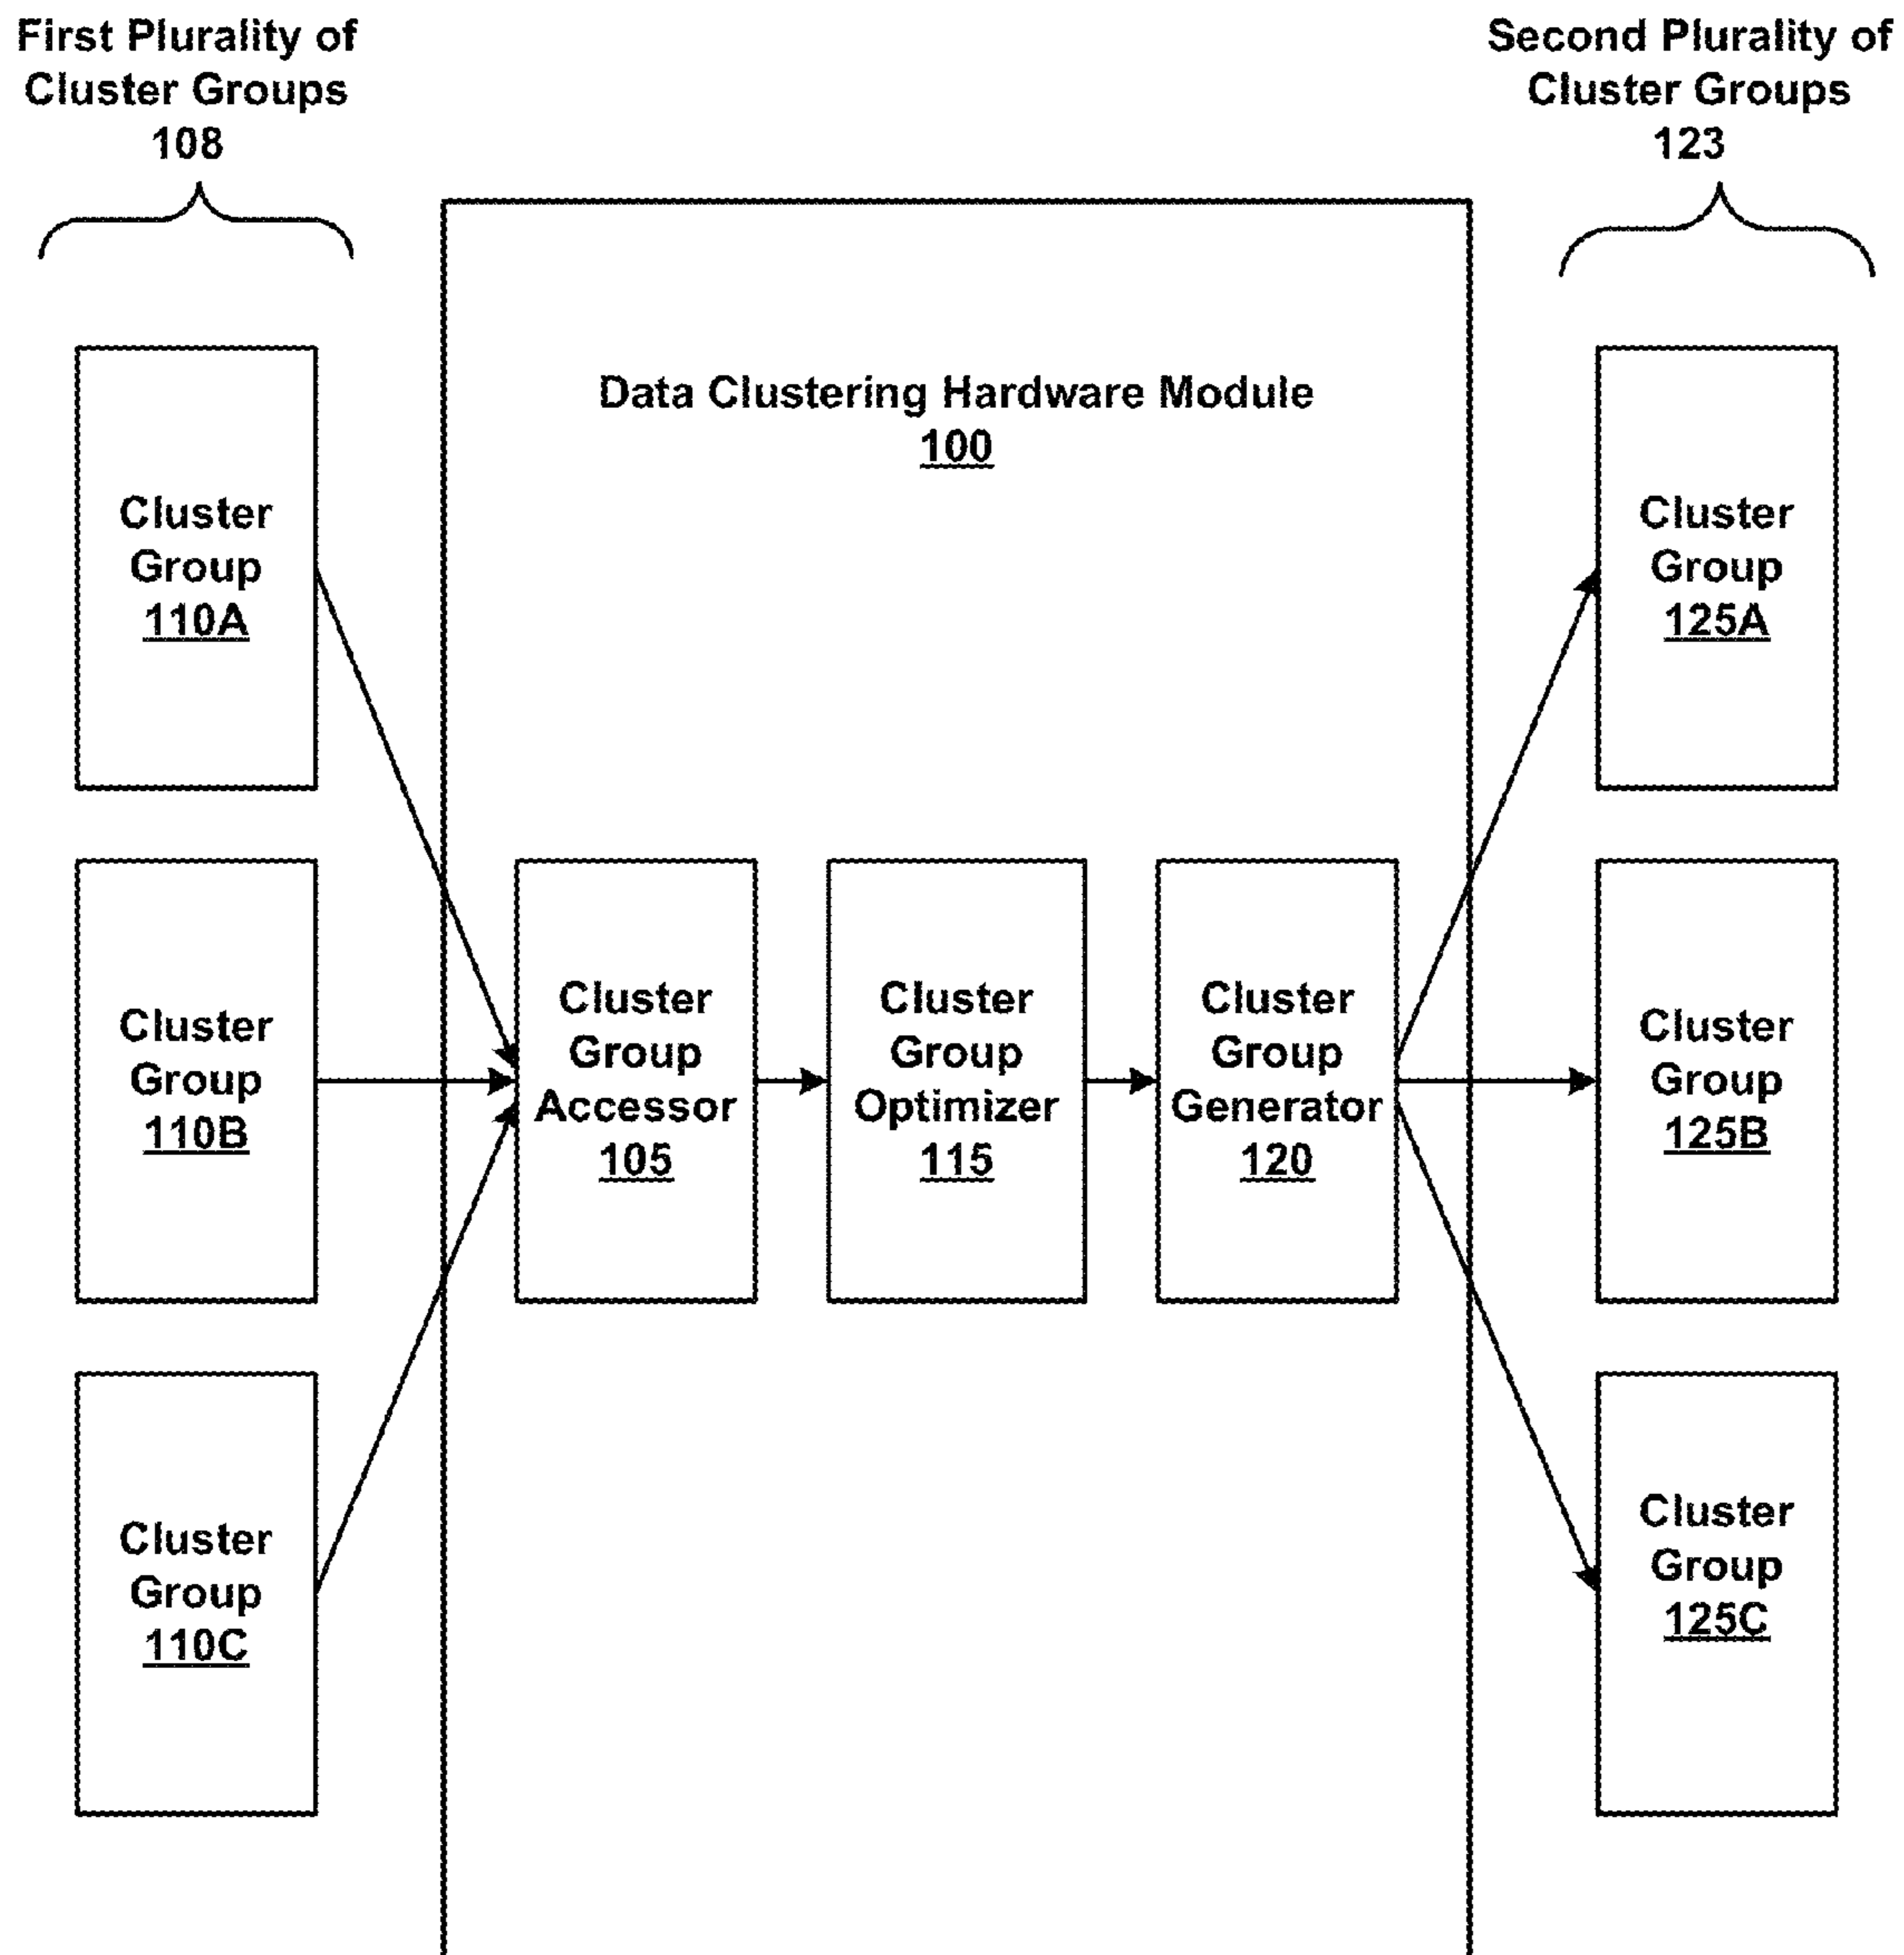 First Plurality of
Cluster Groups
108
Second Plurality of
Cluster Groups
123
Data Clustering Hardware Module
100
Cluster
Group
110A
Cluster
Group
110B
Cluster
Group
110C
Cluster
Group
Accessor
105
Cluster
Group
Optimizer
115
Cluster
Group
Generator
120
Cluster
Group
125A
Cluster
Group
125B
Cluster
Group
125C